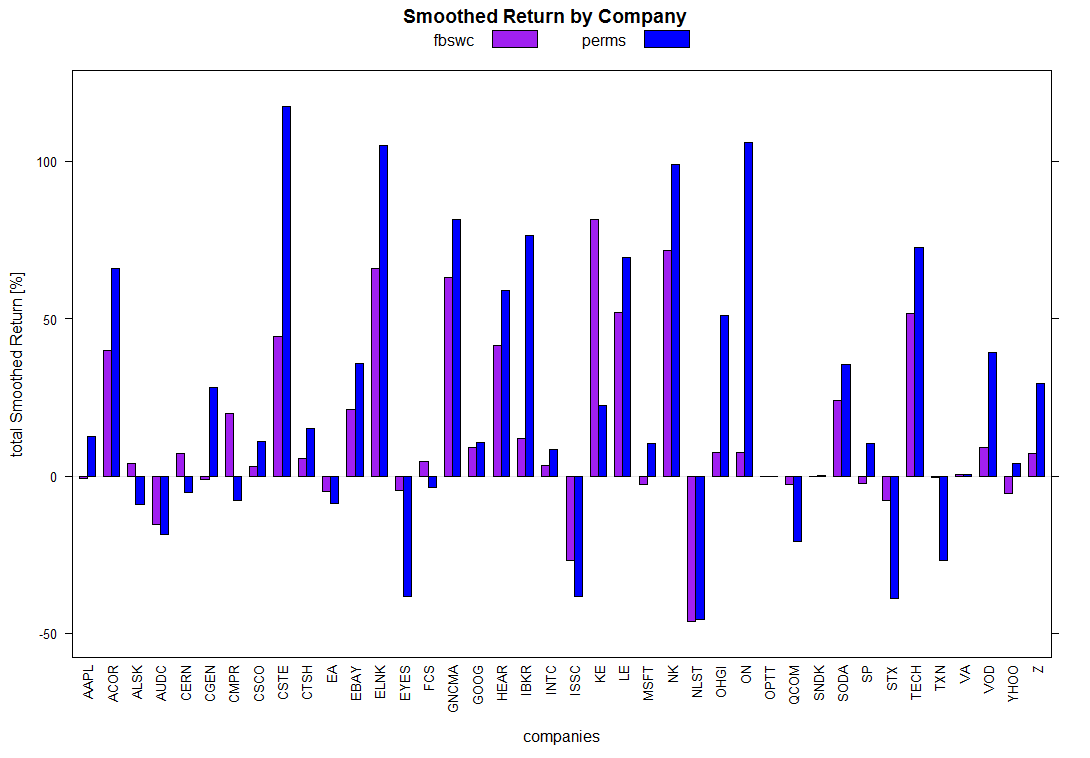 Smoothed Return by Company
fbswc perms
total Smoothed Return [%]
100
50
0
-50
AAPL ACOR ALSK AUDC CERN CGEN CMPR CSCO CSTE CTSH EA EBAY ELNK EYES FCS GNCMA GOOG HEAR IBKR INTC ISSC KE LE MSFT NK NLST OHGI ON OPTT QCOM SNDK SODA SP STX TECH TXN VA VOD YHOO Z
companies